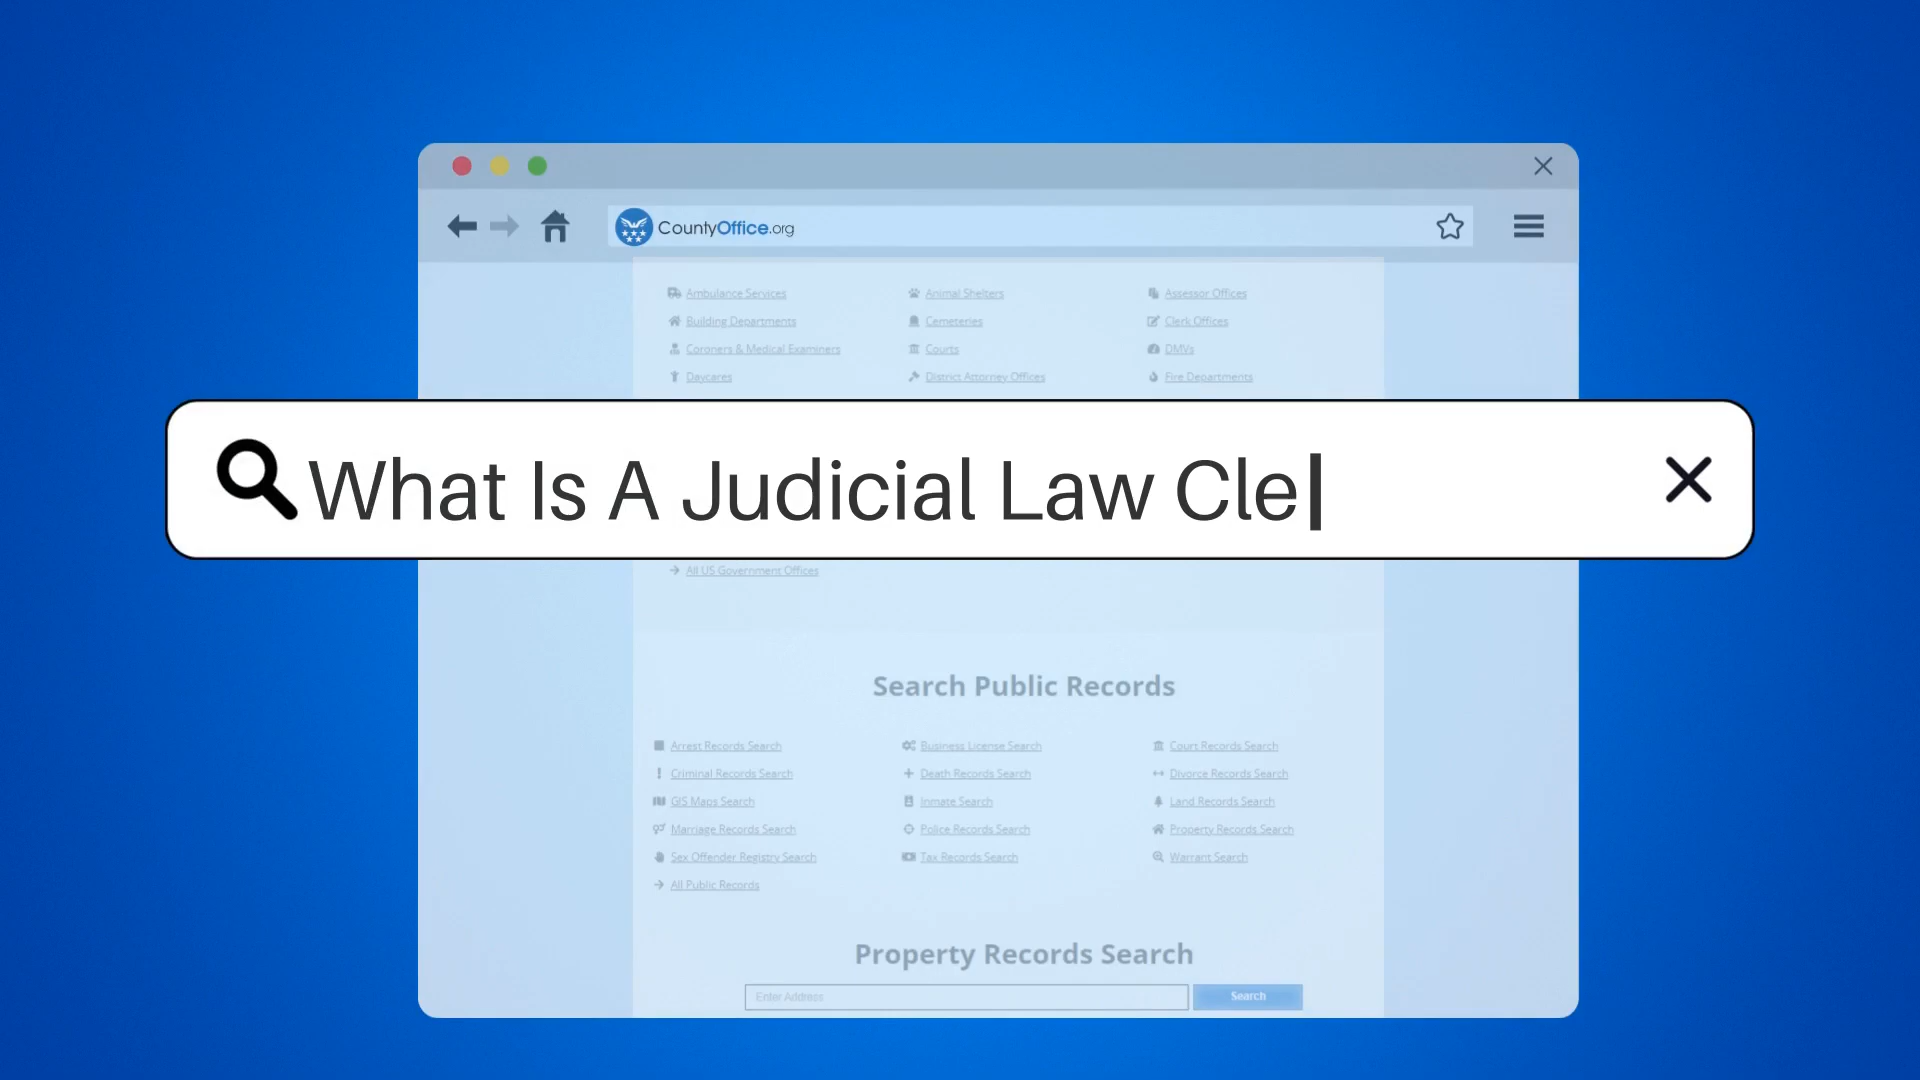 CountyOffice.org
Ambulance Services Animal Shelters Assessor Offices
Building Departments Cemeteries Clerk Offices
Coroners & Medical Examiners Courts DMVs
Daycares District Attorney Offices Fire Departments
What Is A Judicial Law Cle
All US Government Offices
Search Public Records
Arrest Records Search Business License Search Court Records Search
Criminal Records Search Death Records Search Divorce Records Search
GIS Maps Search Inmate Search Land Records Search
Marriage Records Search Police Records Search Property Records Search
Sex Offender Registry Search Tax Records Search Warrant Search
All Public Records
Property Records Search
Enter Address Search